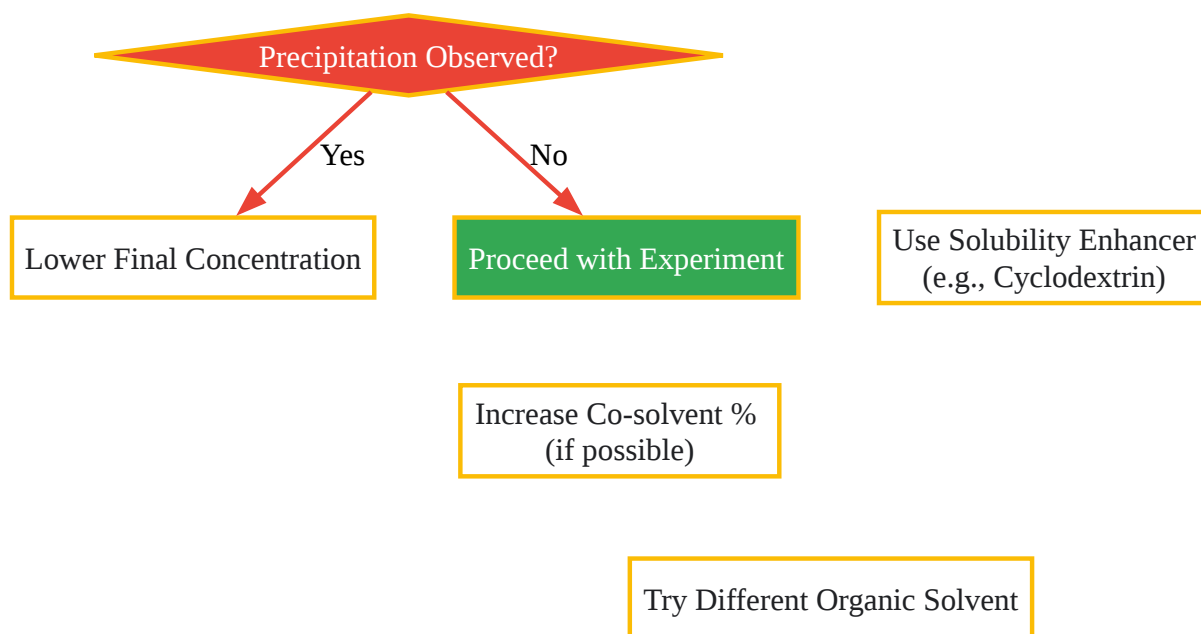 Precipitation Observed?
Yes
No
Lower Final Concentration
Proceed with Experiment
Use Solubility Enhancer
(e.g., Cyclodextrin)
Increase Co-solvent %
(if possible)
Try Different Organic Solvent